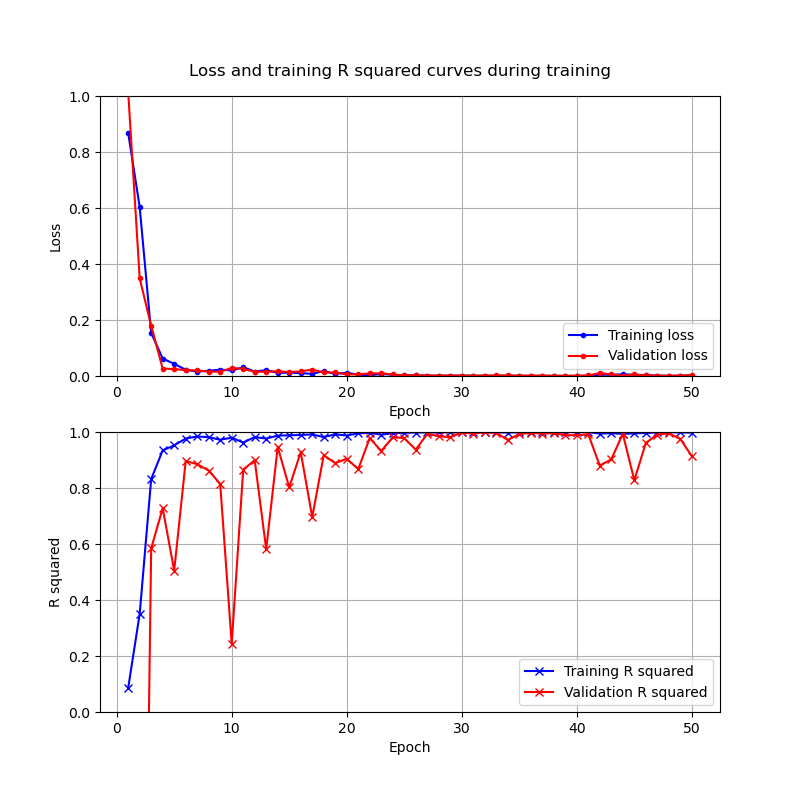 Loss and training R squared curves during training
1.0
0.8
0.6
0.4
0.2
0.0
Loss
Training loss
Validation loss
0 10 20 30 40 50
Epoch
1.0
0.8
0.6
0.4
0.2
0.0
R squared
Training R squared
Validation R squared
0 10 20 30 40 50
Epoch